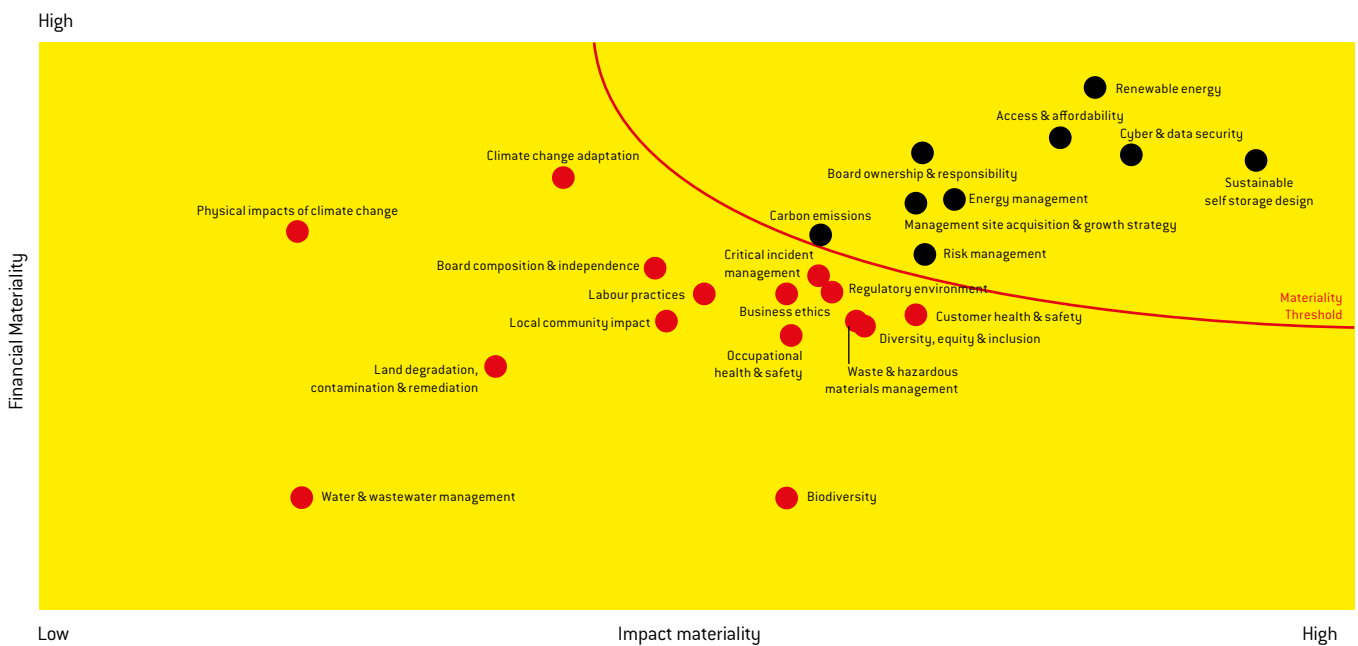 High
Renewable energy
Access & affordability
Cyber & data security
Climate change adaptation
Board ownership & responsibility
Sustainable
self storage design
Energy management
Physical impacts of climate change
Carbon emissions
Management site acquisition & growth strategy
Critical incident
management
Risk management
Board composition & independence
Labour practices
Regulatory environment
Materiality
Threshold
Business ethics
Local community impact
Customer health & safety
Diversity, equity & inclusion
Occupational
health & safety
Land degradation,
contamination & remediation
Waste & hazardous
materials management
Water & wastewater management
Biodiversity
Financial Materiality
Low
Impact materiality
High